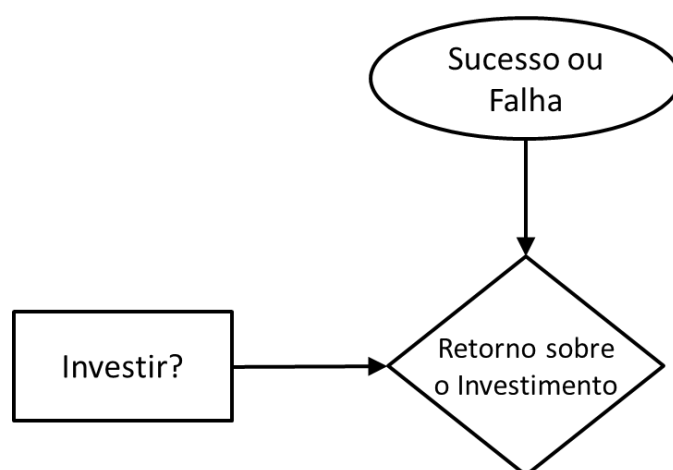 Sucesso ou
Falha
Investir?
Retorno sobre
o Investimento